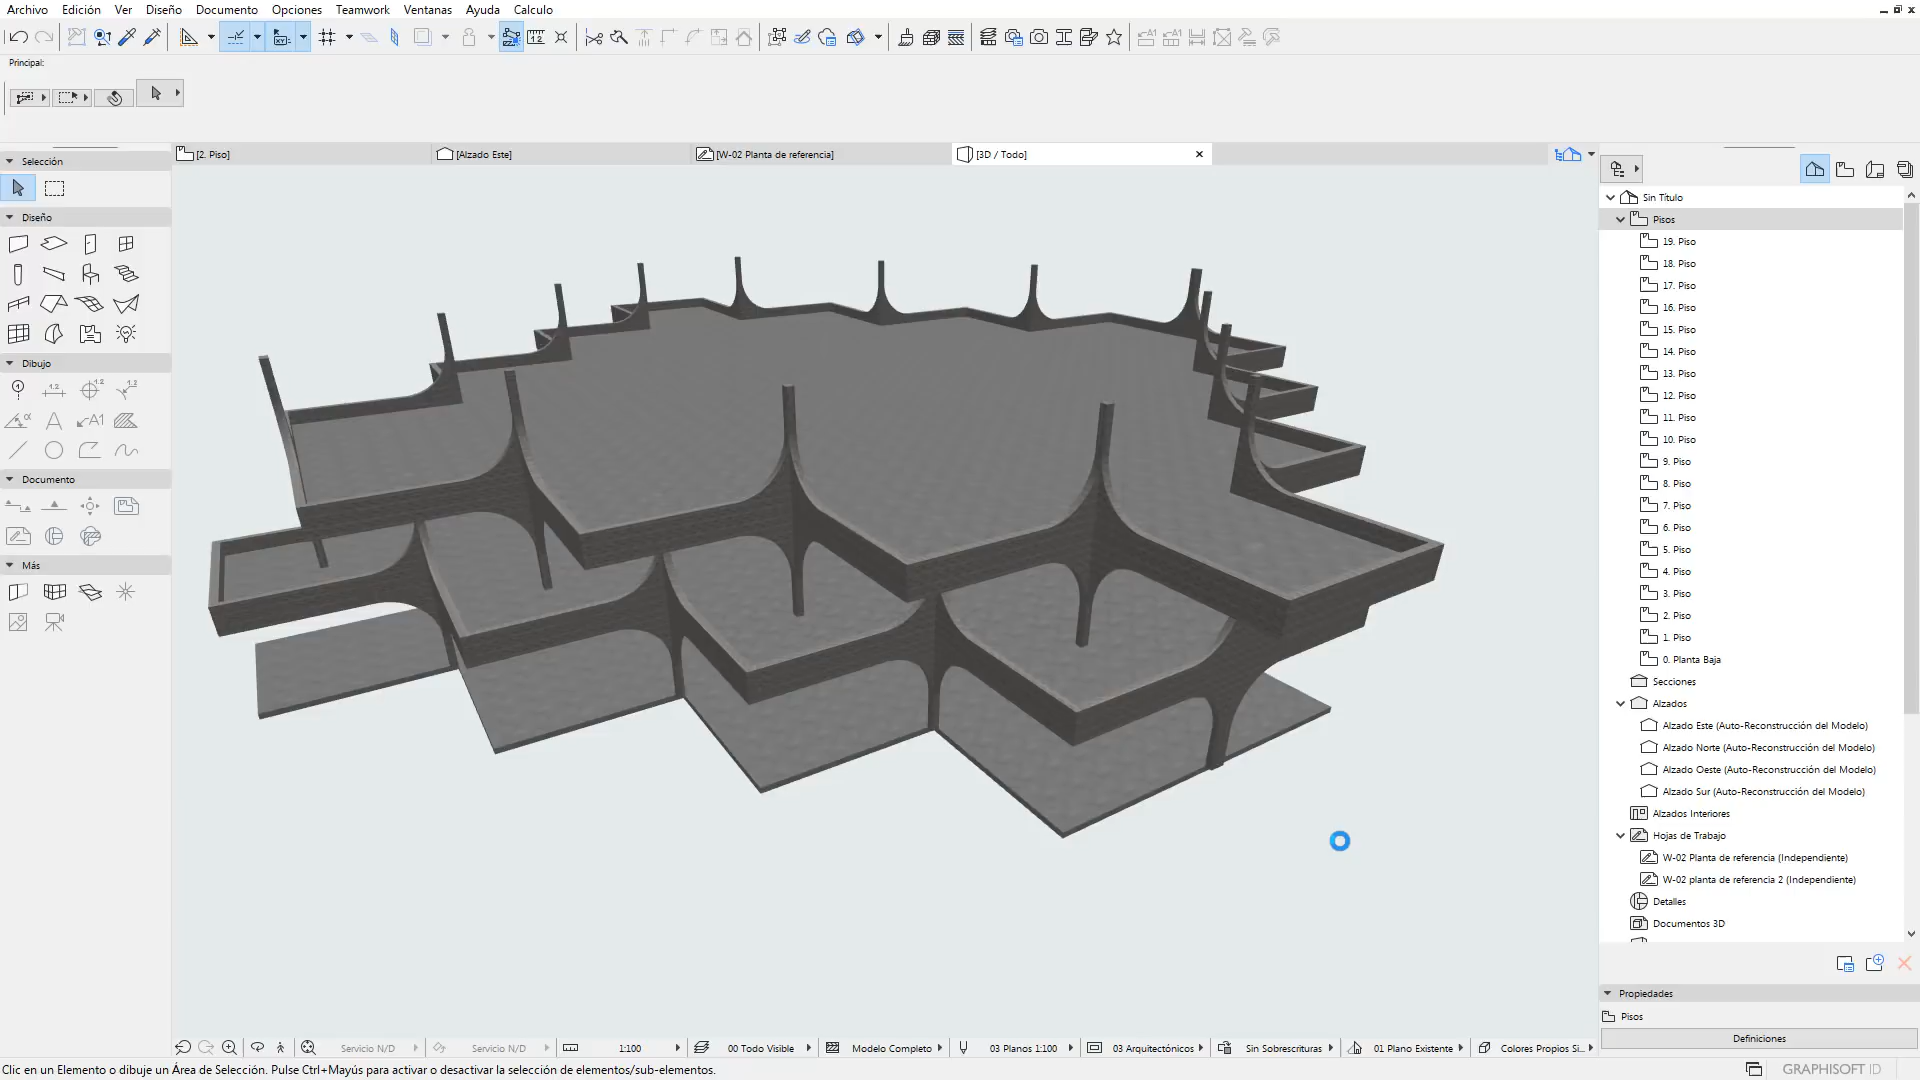 Archivo Edición Ver Diseño Documento Opciones Teamwork Ventanas Ayuda Calculo
Principal:
Selección
Diseño
Dibujo
Documento
Más
[2. Piso]
[Alzado Este]
[W-02 Planta de referencia]
[3D / Todo]
Sin Título
Pisos
19. Piso
18. Piso
17. Piso
16. Piso
15. Piso
14. Piso
13. Piso
12. Piso
11. Piso
10. Piso
9. Piso
8. Piso
7. Piso
6. Piso
5. Piso
4. Piso
3. Piso
2. Piso
1. Piso
0. Planta Baja
Secciones
Alzados
Alzado Este (Auto-Reconstrucción del Modelo)
Alzado Norte (Auto-Reconstrucción del Modelo)
Alzado Oeste (Auto-Reconstrucción del Modelo)
Alzado Sur (Auto-Reconstrucción del Modelo)
Alzados Interiores
Hojas de Trabajo
W-02 Planta de referencia (Independiente)
W-02 planta de referencia 2 (Independiente)
Detalles
Documentos 3D
Propiedades
Pisos
Definiciones
Servicio N/D Servicio N/D 1:100 00 Todo Visible Modelo Completo 03 Planos 1:100 03 Arquitectónicos Sin Sobrescrituras 01 Plano Existente Colores Propios Si...
Clic en un Elemento o dibuje un Área de Selección. Pulse Ctrl+Mayús para activar o desactivar la selección de elementos/sub-elementos.
GRAPHISOFT ID